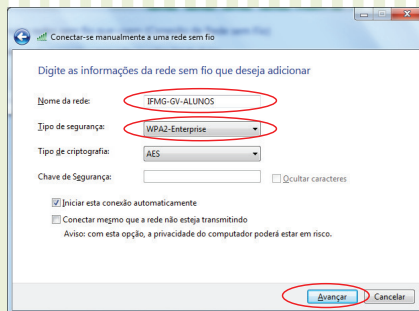 Conectar-se manualmente a uma rede sem fio
Digite as informações da rede sem fio que deseja adicionar
Nome da rede: IFMG-GV-ALUNOS
Tipo de segurança: WPA2-Enterprise
Tipo de criptografia: AES
Chave de Segurança: Ocultar caracteres
Iniciar esta conexão automaticamente
Conectar mesmo que a rede não esteja transmitindo
Aviso: com esta opção, a privacidade do computador poderá estar em risco.
Avançar Cancelar